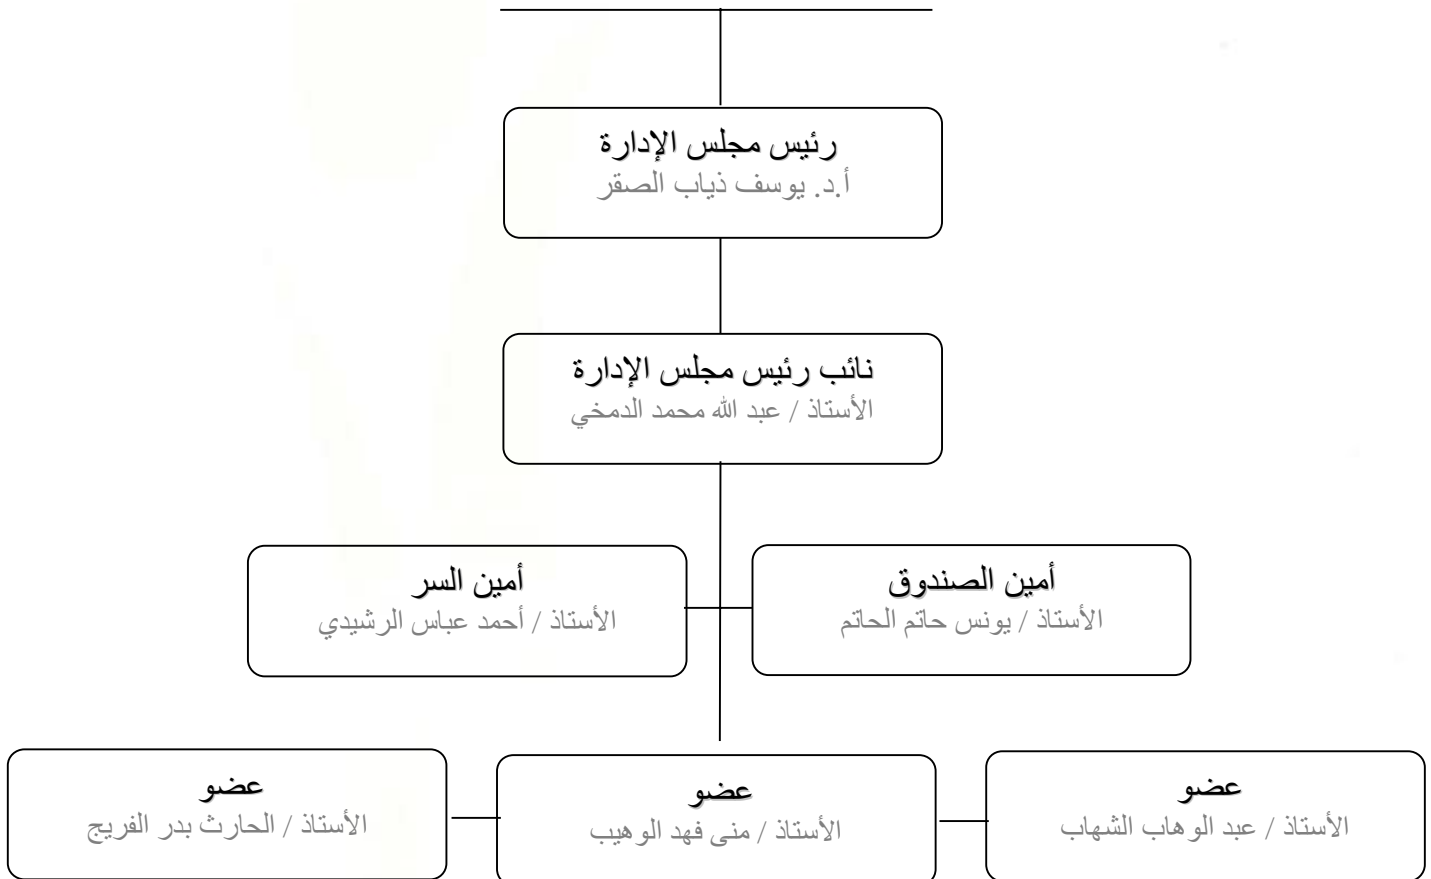 رئيس مجلس الإدارة
أ.د. يوسف ذياب الصقر
نائب رئيس مجلس الإدارة
الأستاذ / عبد الله محمد الدمخي
أمين الصندوق
الأستاذ / يونس حاتم الحاتم
أمين السر
الأستاذ / أحمد عباس الرشيدي
عضو
الأستاذ / عبد الوهاب الشهاب
عضو
الأستاذ / منى فهد الوهيب
عضو
الأستاذ / الحارث بدر الفريج